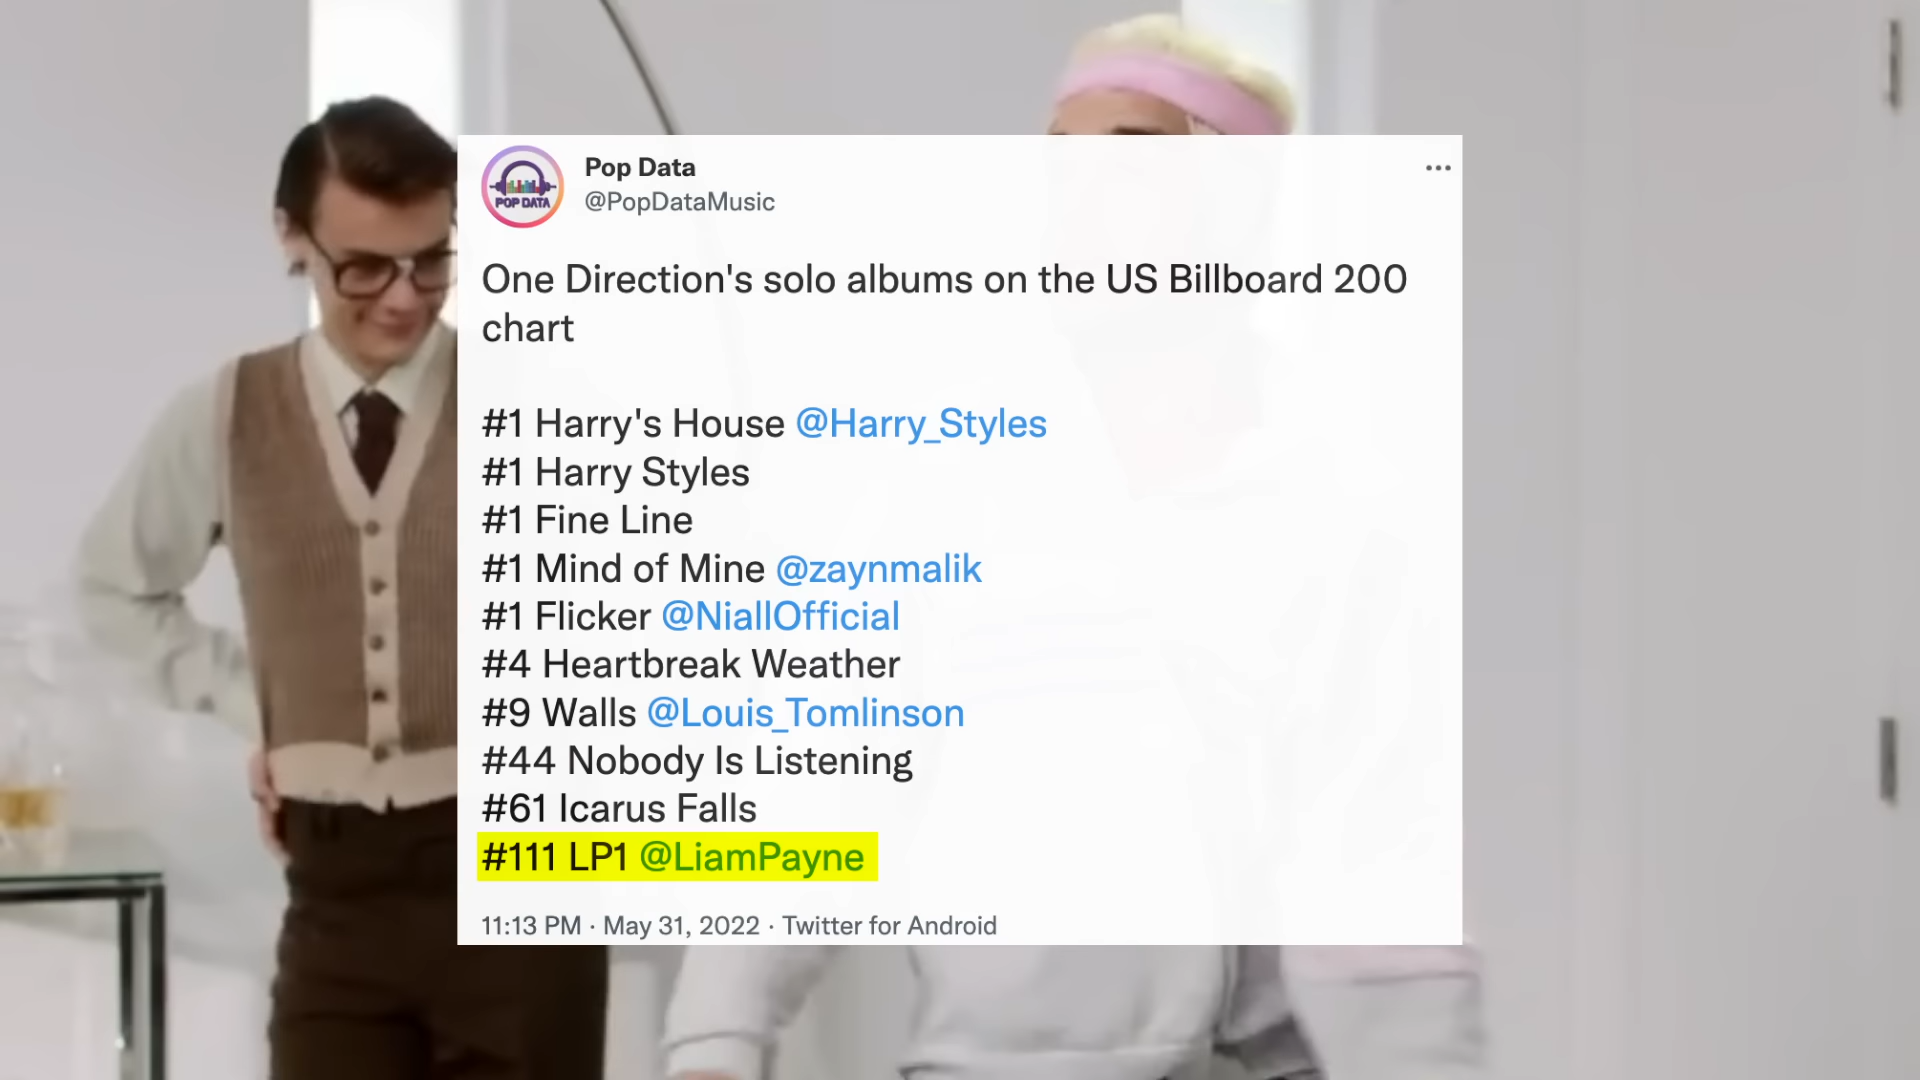 Pop Data
@PopDataMusic
POP DATA
One Direction's solo albums on the US Billboard 200
chart
#1 Harry's House @Harry_Styles
#1 Harry Styles
#1 Fine Line
#1 Mind of Mine @zaynmalik
#1 Flicker @NiallOfficial
#4 Heartbreak Weather
#9 Walls @Louis_Tomlinson
#44 Nobody Is Listening
#61 Icarus Falls
#111 LP1 @LiamPayne
11:13 PM · May 31, 2022 · Twitter for Android